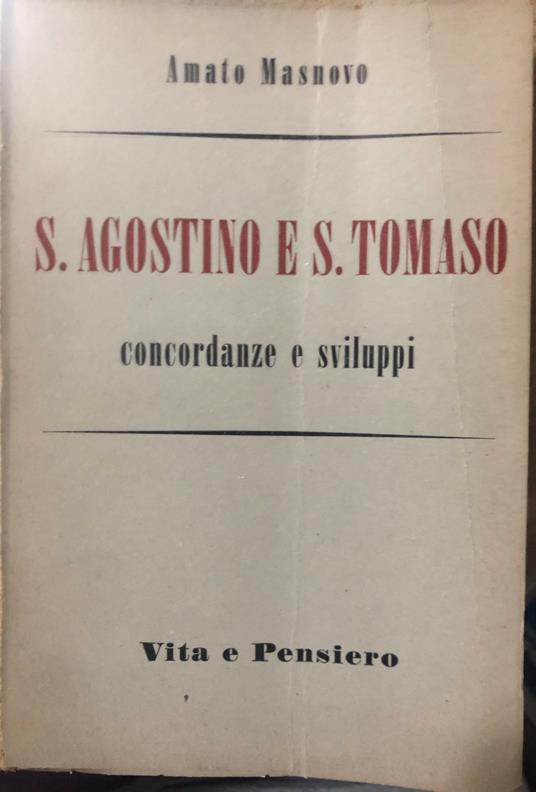 Amato Masnovo
S. AGOSTINO E S. TOMASO
concordanze e sviluppi
Vita e Pensiero